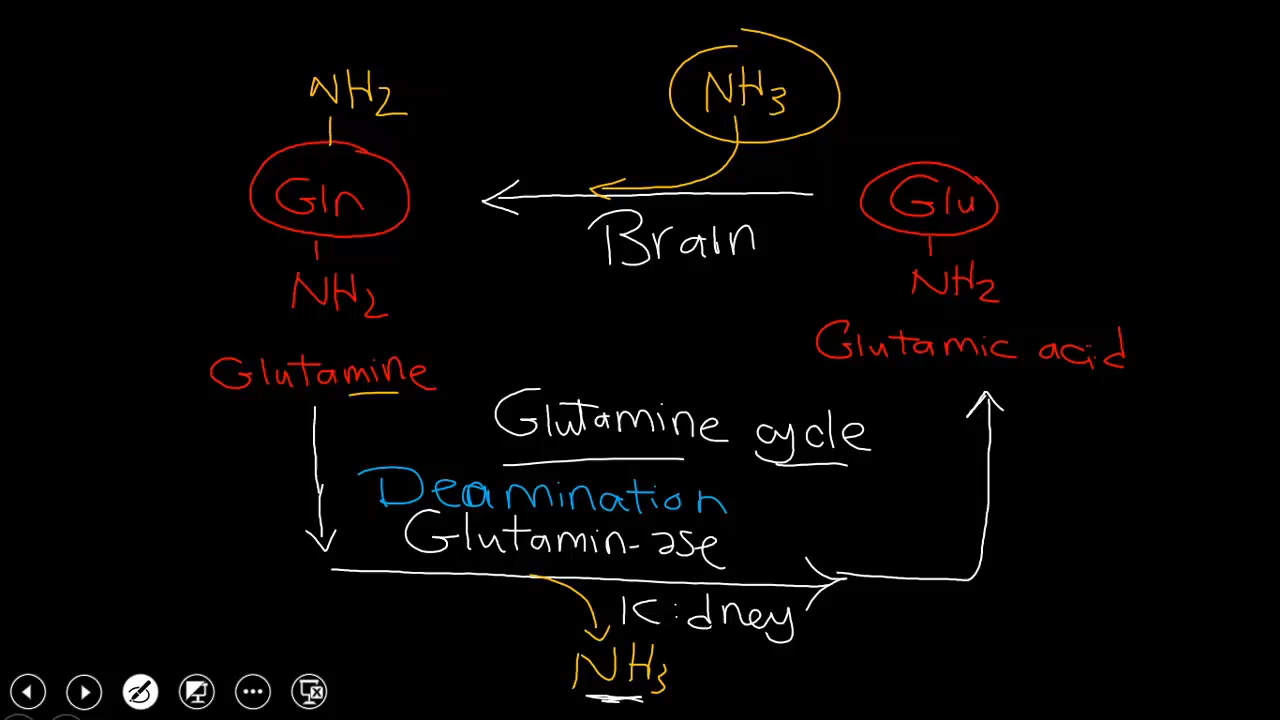 NH2
NH3
Gln
Glu
Brain
NH2
NH2
Glutamic acid
Glutamine
Glutamine cycle
Deamination
Glutamin-ase
Kidney
NH3